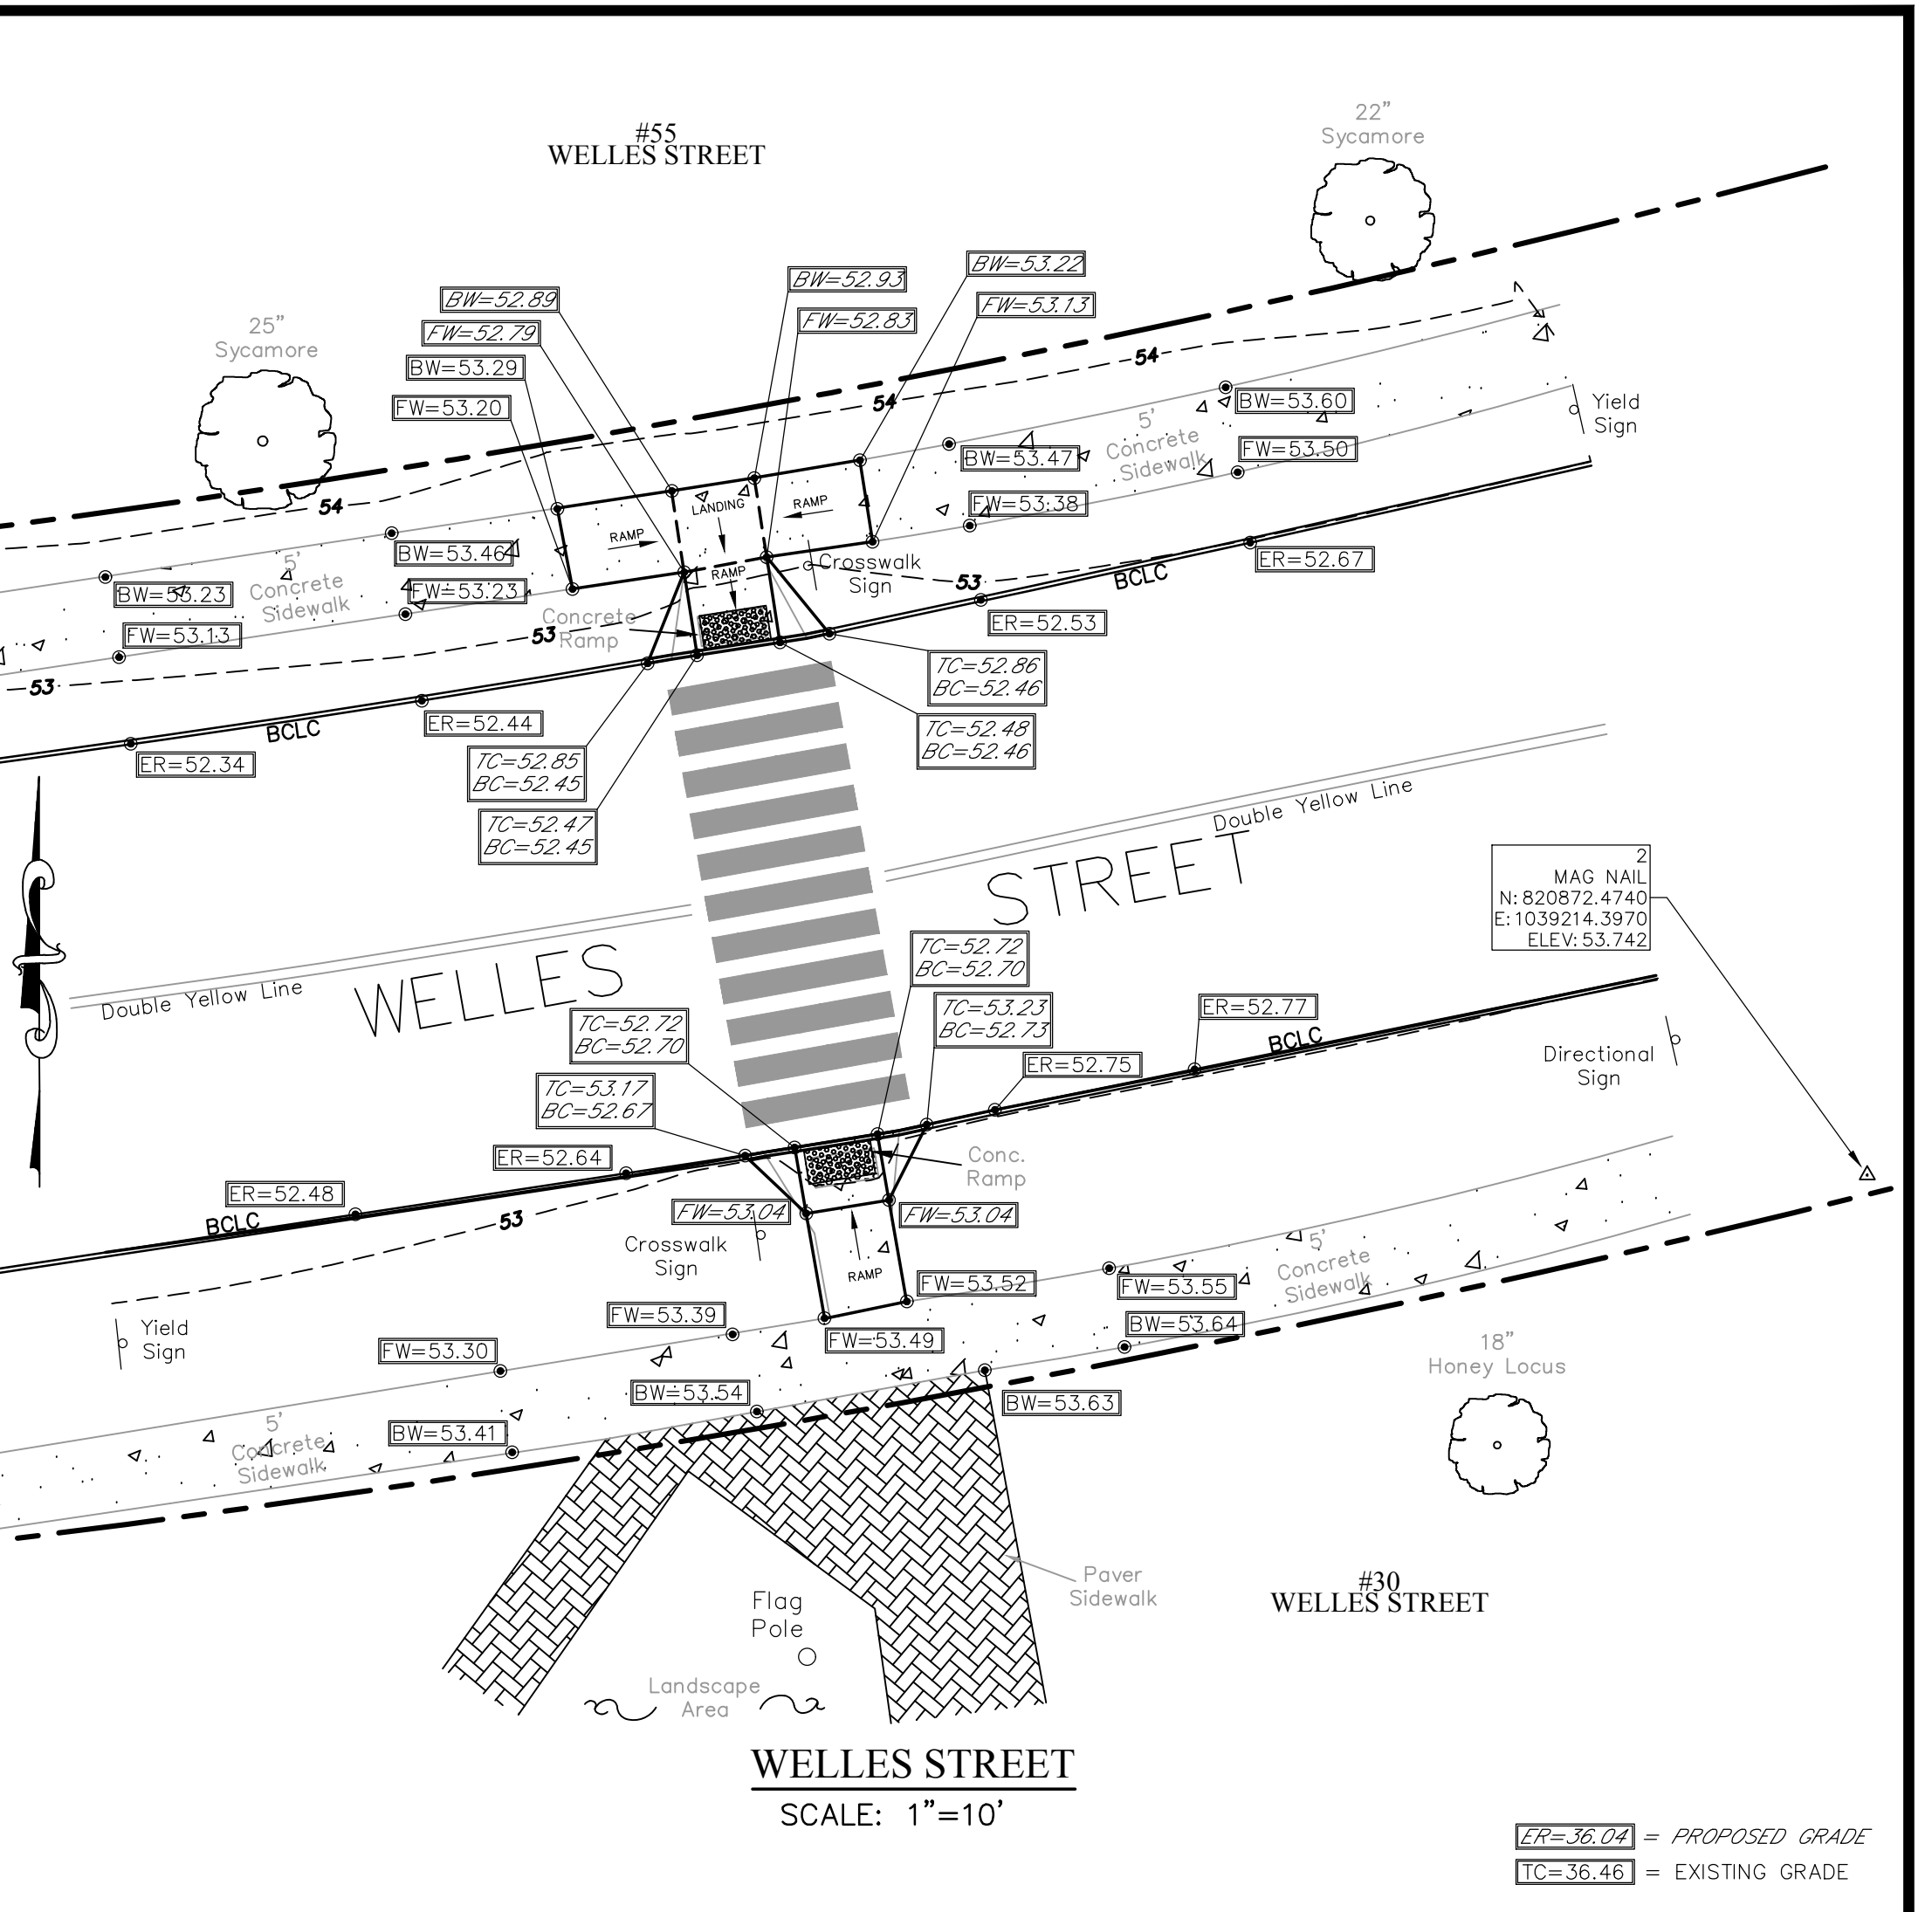 #55
WELLES STREET
22”
Sycamore
25”
Sycamore
BW=52.89
FW=52.79
BW=53.29
FW=53.20
BW=52.93
FW=52.83
BW=53.22
FW=53.13
54
54
54
BW=53.60
FW=53.50
Yield
Sign
5’
Concrete
Sidewalk
BW=53.47
FW=53.38
LANDING
RAMP
RAMP
RAMP
BW=53.46
FW=53.23
5’
Concrete
Sidewalk
BW=53.23
FW=53.13
Crosswalk
Sign
53
BCLC
ER=52.67
ER=52.53
Concrete
Ramp
53
53
TC=52.86
BC=52.46
TC=52.48
BC=52.46
ER=52.44
BCLC
ER=52.34
TC=52.85
BC=52.45
TC=52.47
BC=52.45
Double Yellow Line
WELLES STREET
Double Yellow Line
2
MAG NAIL
N:820872.4740
E:1039214.3970
ELEV:53.742
TC=52.72
BC=52.70
TC=53.23
BC=52.73
TC=52.72
BC=52.70
TC=53.17
BC=52.67
ER=52.77
BCLC
ER=52.75
Directional
Sign
ER=52.64
ER=52.48
BCLC
53
Conc.
Ramp
FW=53.04
FW=53.04
Crosswalk
Sign
RAMP
5’
Concrete
Sidewalk
FW=53.52
FW=53.55
BW=53.64
FW=53.39
FW=53.49
Yield
Sign
FW=53.30
BW=53.54
BW=53.63
BW=53.41
5’
Concrete
Sidewalk
18”
Honey Locus
Paver
Sidewalk
#30
WELLES STREET
Flag
Pole
Landscape
Area
WELLES STREET
SCALE: 1”=10’
ER=36.04 = PROPOSED GRADE
TC=36.46 = EXISTING GRADE